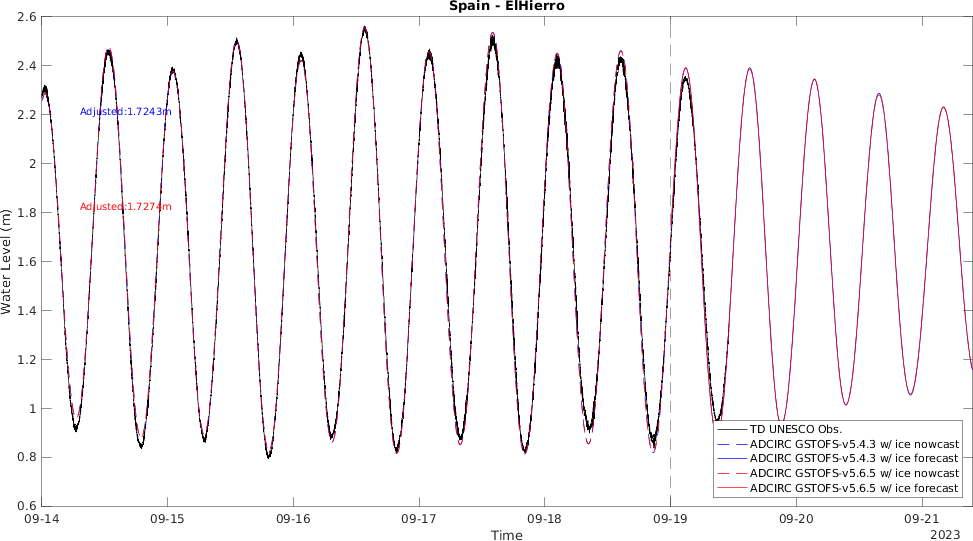 Spain - ElHierro
2.6
2.4
2.2
2
1.8
1.6
1.4
1.2
1
0.8
0.6
Water Level (m)
Adjusted:1.7243m
Adjusted:1.7274m
TD UNESCO Obs.
ADCIRC GSTOFS-v5.4.3 w/ ice nowcast
ADCIRC GSTOFS-v5.4.3 w/ ice forecast
ADCIRC GSTOFS-v5.6.5 w/ ice nowcast
ADCIRC GSTOFS-v5.6.5 w/ ice forecast
09-14 09-15 09-16 09-17 09-18 09-19 09-20 09-21
Time
2023